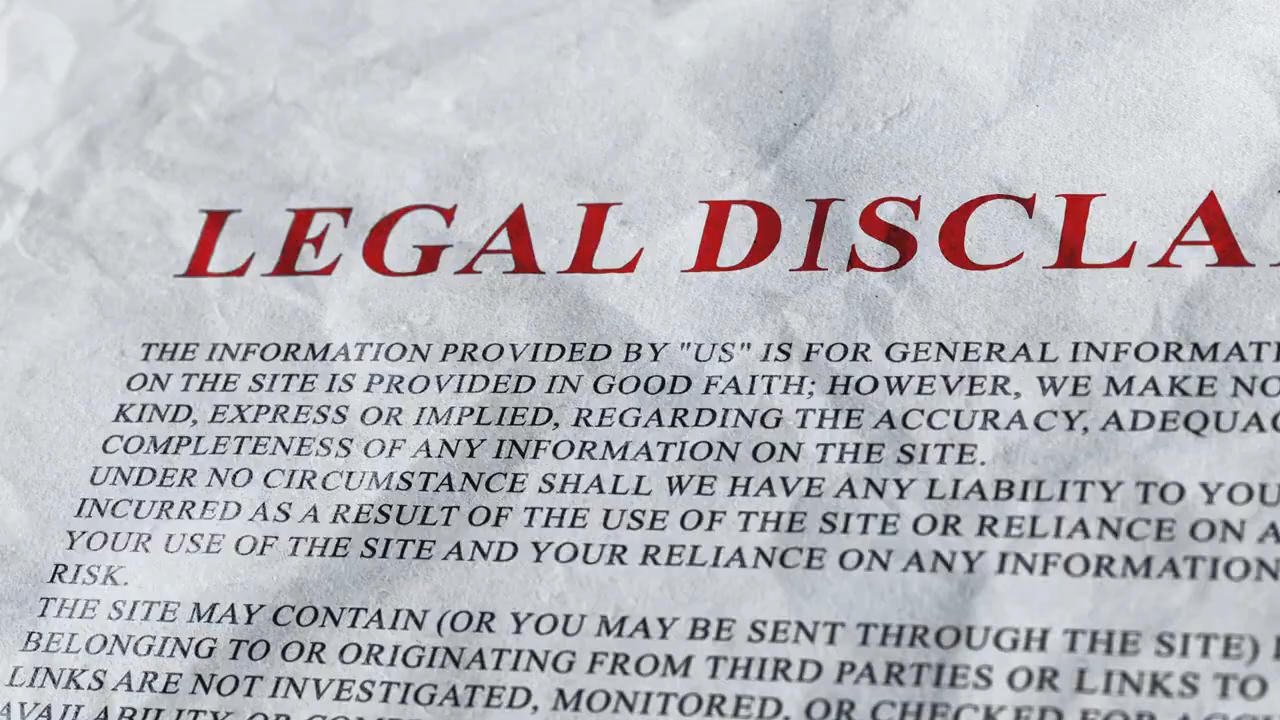 LEGAL DISCLA
THE INFORMATION PROVIDED BY "US" IS FOR GENERAL INFORMATI
ON THE SITE IS PROVIDED IN GOOD FAITH; HOWEVER, WE MAKE NO
KIND, EXPRESS OR IMPLIED, REGARDING THE ACCURACY, ADEQUAC
COMPLETENESS OF ANY INFORMATION ON THE SITE.
UNDER NO CIRCUMSTANCE SHALL WE HAVE ANY LIABILITY TO YOU
INCURRED AS A RESULT OF THE USE OF THE SITE OR RELIANCE ON A
YOUR USE OF THE SITE AND YOUR RELIANCE ON ANY INFORMATION
RISK.
THE SITE MAY CONTAIN (OR YOU MAY BE SENT THROUGH THE SITE)
BELONGING TO OR ORIGINATING FROM THIRD PARTIES OR LINKS TO
LINKS ARE NOT INVESTIGATED, MONITORED, OR CHECKED FOR ACC
AVAILABILITY OR COMP